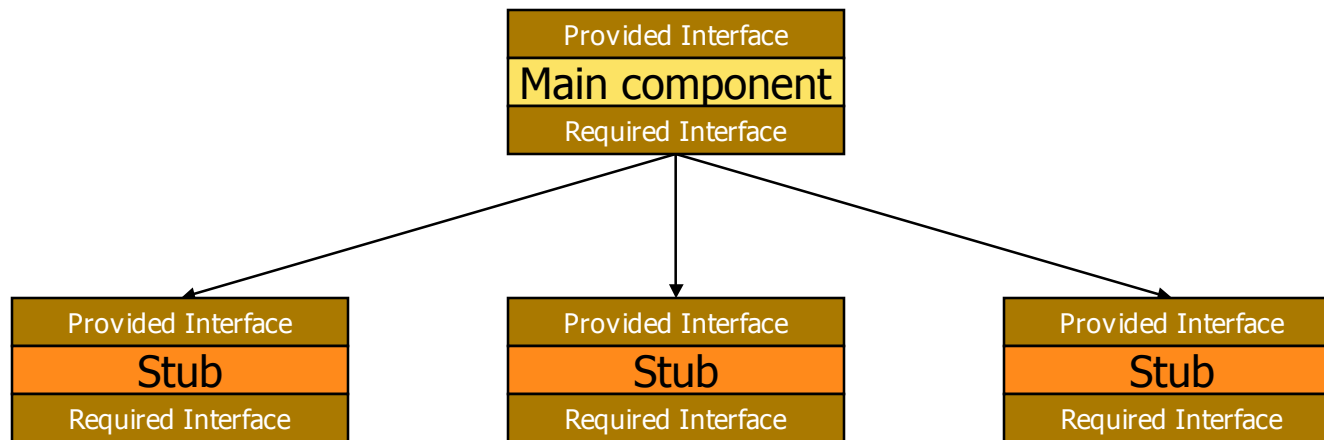 Provided Interface
Main component
Required Interface
Provided Interface
Stub
Required Interface
Provided Interface
Stub
Required Interface
Provided Interface
Stub
Required Interface